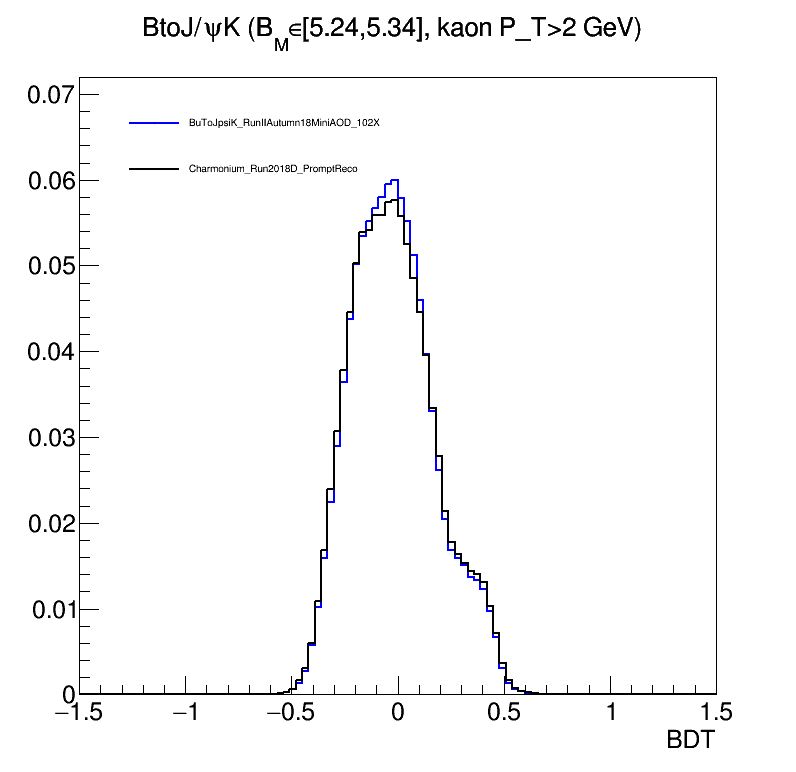 BtoJ/ψK (B_M∈[5.24,5.34], kaon P_T>2 GeV)
0.07
BuToJpsiK_RunIIAutumn18MiniAOD_102X
Charmonium_Run2018D_PromptReco
0.06
0.05
0.04
0.03
0.02
0.01
0
−1.5 −1 −0.5 0 0.5 1 1.5
BDT